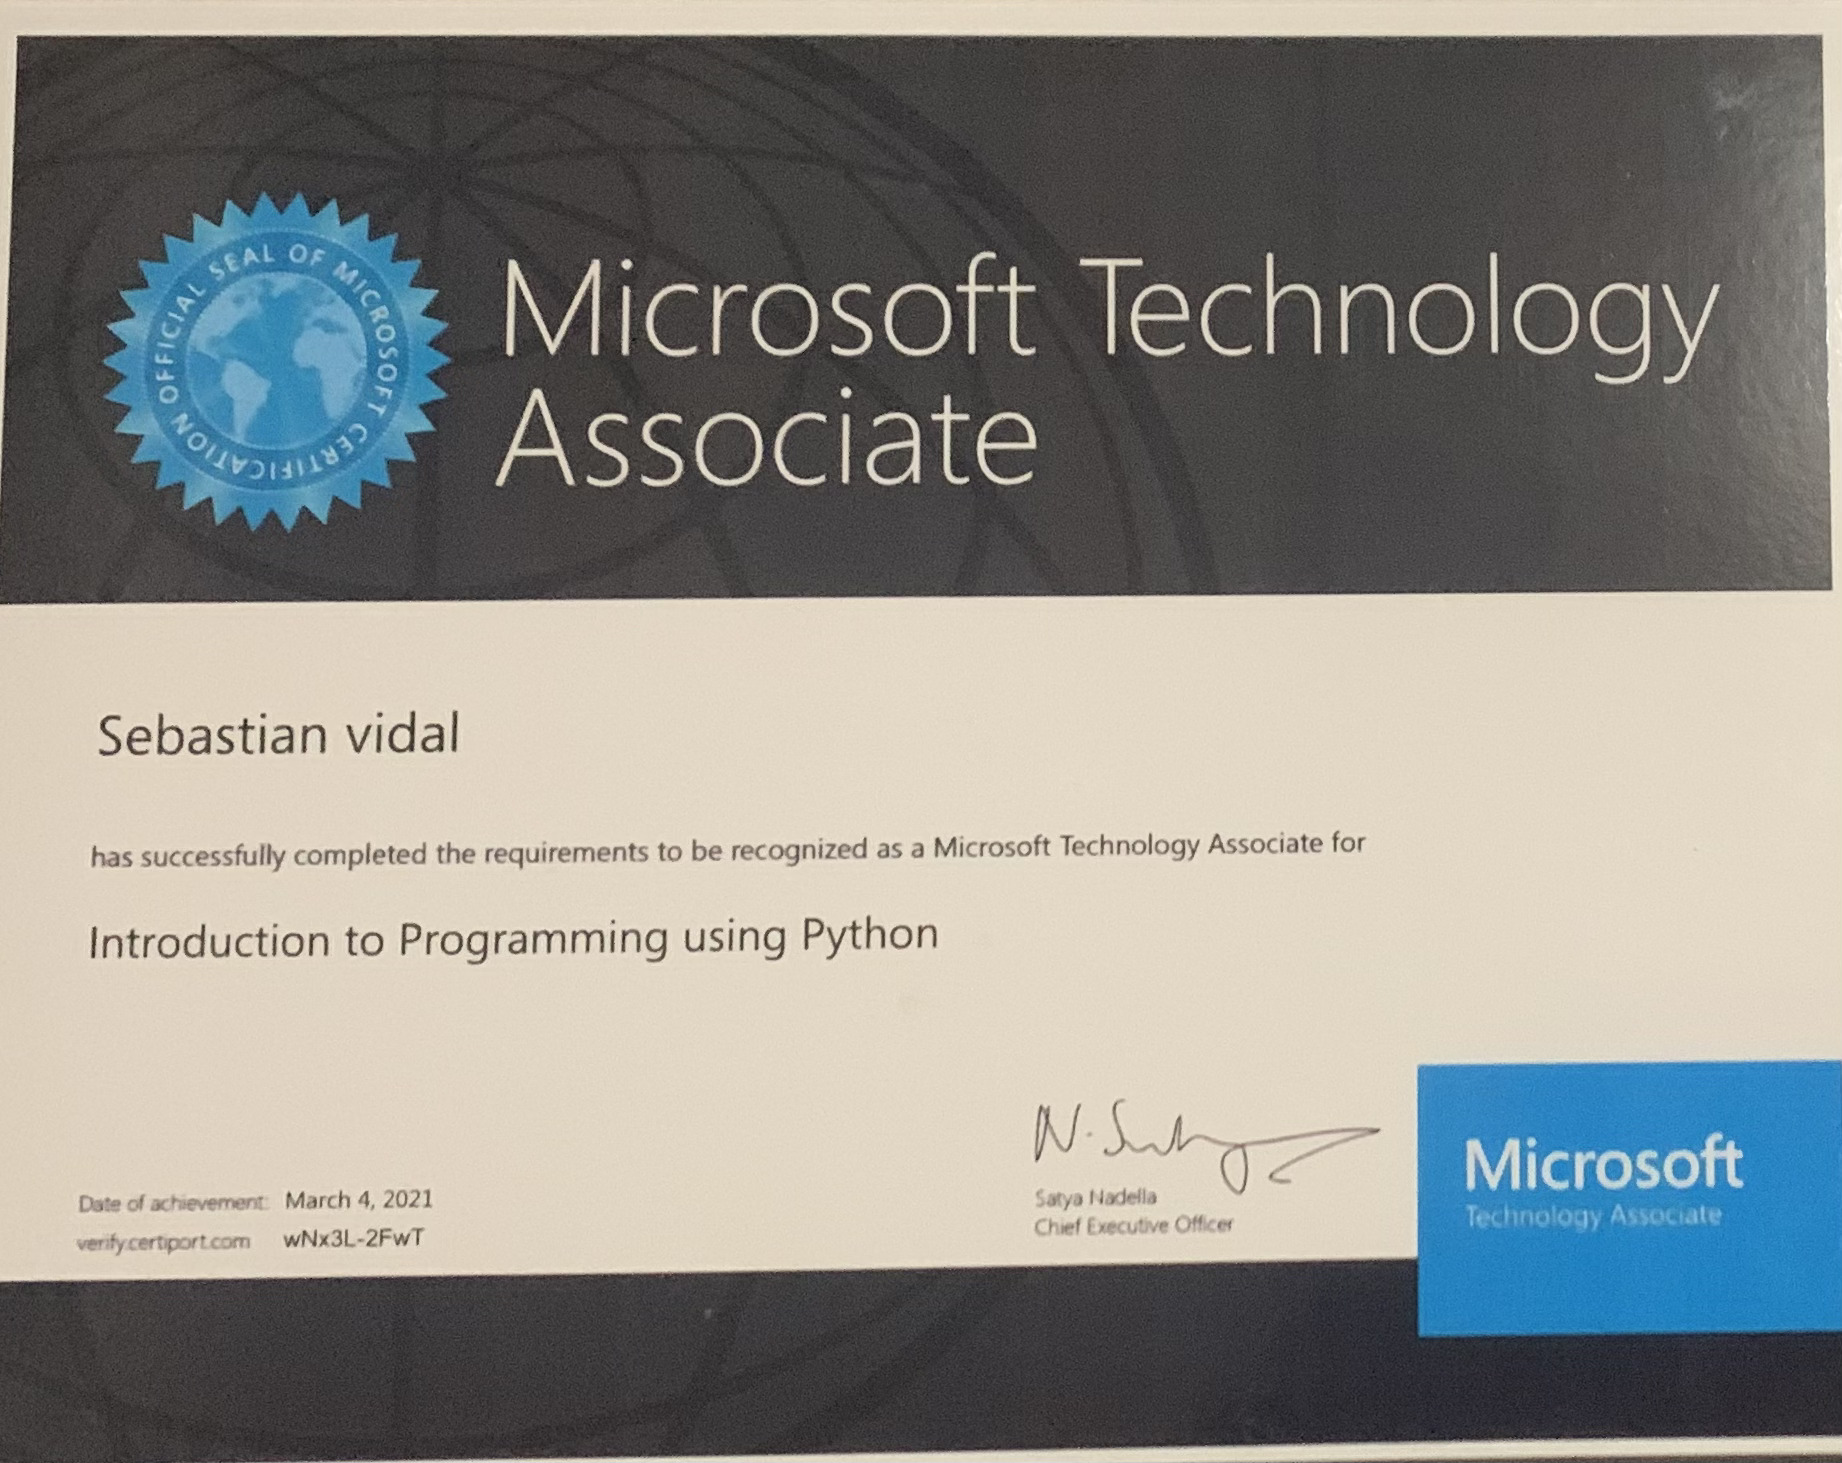 OFFICIAL SEAL OF MICROSOFT CERTIFICATION
Microsoft Technology
Associate
Sebastian vidal
has successfully completed the requirements to be recognized as a Microsoft Technology Associate for
Introduction to Programming using Python
N. Satya
Satya Nadella
Chief Executive Officer
Date of achievement: March 4, 2021
verify.certiport.com wNx3L-2FwT
Microsoft
Technology Associate